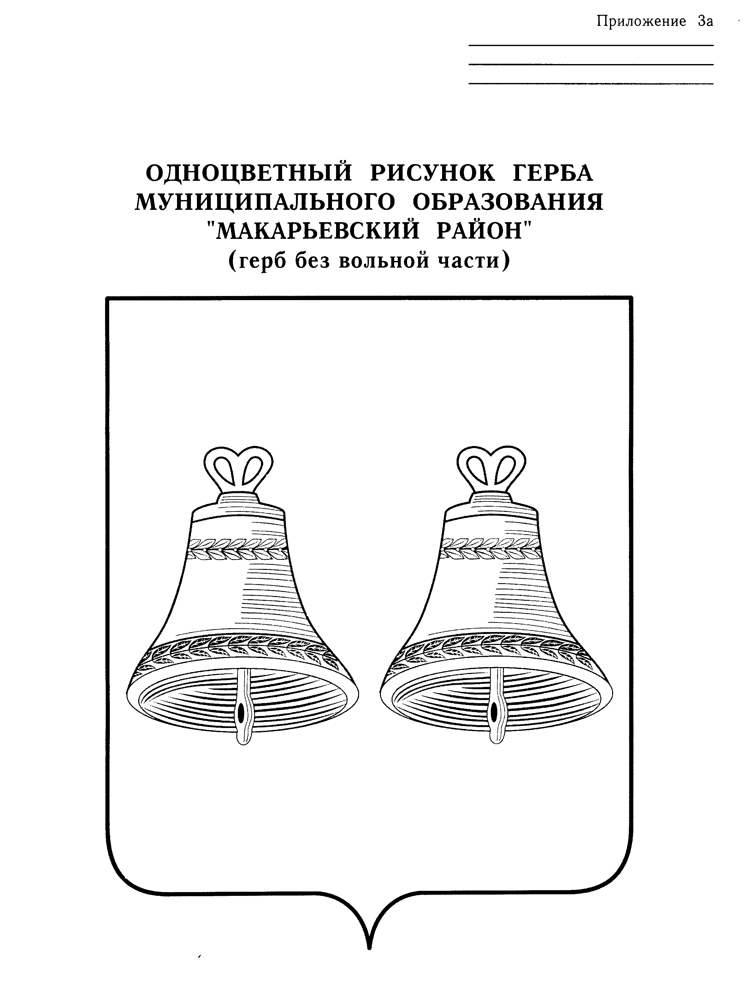 Приложение 3а
ОДНОЦВЕТНЫЙ РИСУНОК ГЕРБА
МУНИЦИПАЛЬНОГО ОБРАЗОВАНИЯ
"МАКАРЬЕВСКИЙ РАЙОН"
(герб без вольной части)